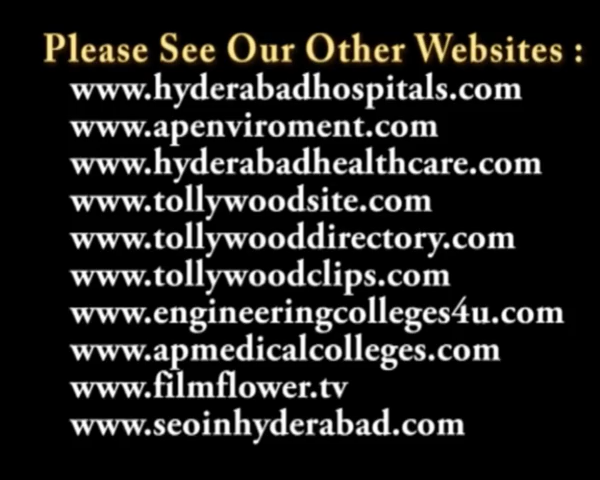 Please See Our Other Websites :
www.hyderabadhospitals.com
www.apenviroment.com
www.hyderabadhealthcare.com
www.tollywoodsite.com
www.tollywooddirectory.com
www.tollywoodclips.com
www.engineeringcolleges4u.com
www.apmedicalcolleges.com
www.filmflower.tv
www.seoinhyderabad.com